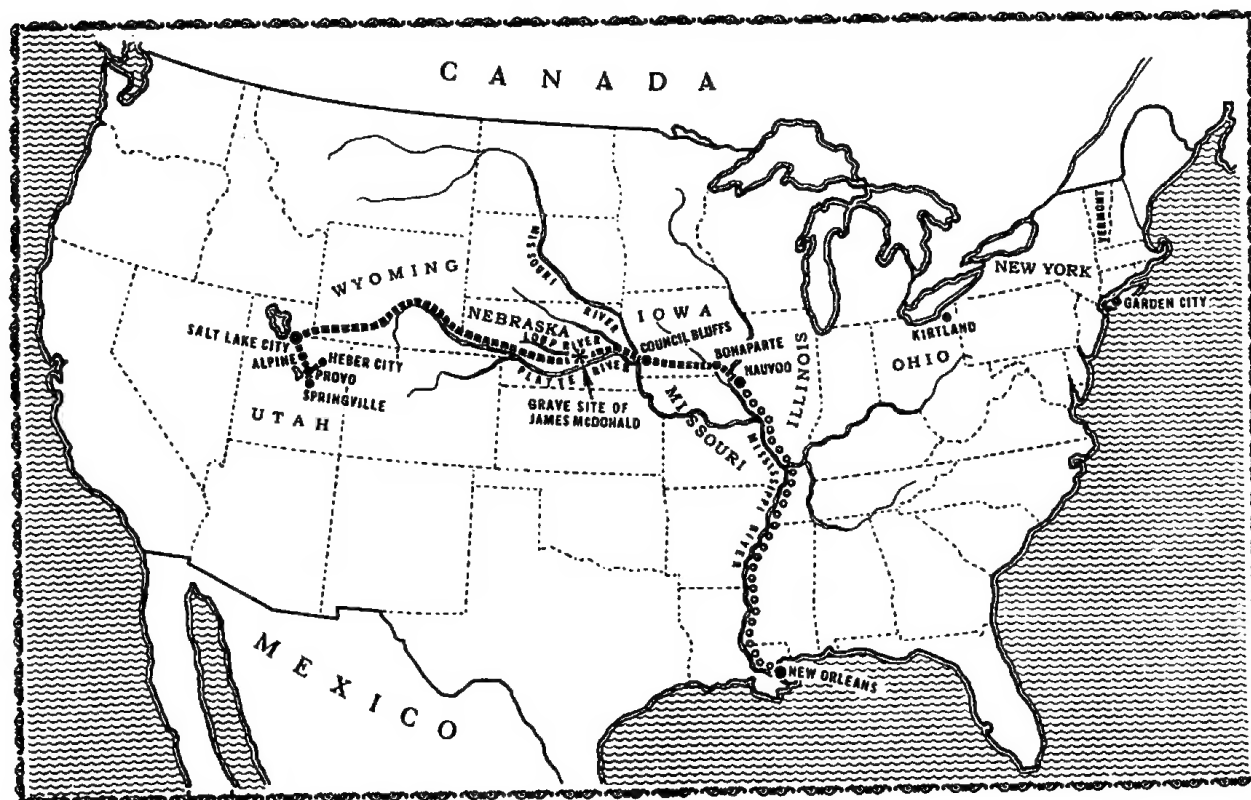 CANADA
VERMONT
NEW YORK
WYOMING
MISSOURI RIVER
GARDEN CITY
NEBRASKA
IOWA
KIRTLAND
SALT LAKE CITY
LOUP RIVER
COUNCIL BLUFFS
BONAPARTE
OHIO
ALPINE
HEBER CITY
NAUVOO
PROVO
PLATTE RIVER
ILLINOIS
SPRINGVILLE
GRAVE SITE OF
JAMES McDONALD
UTAH
MISSOURI
MISSISSIPPI RIVER
MEXICO
NEW ORLEANS